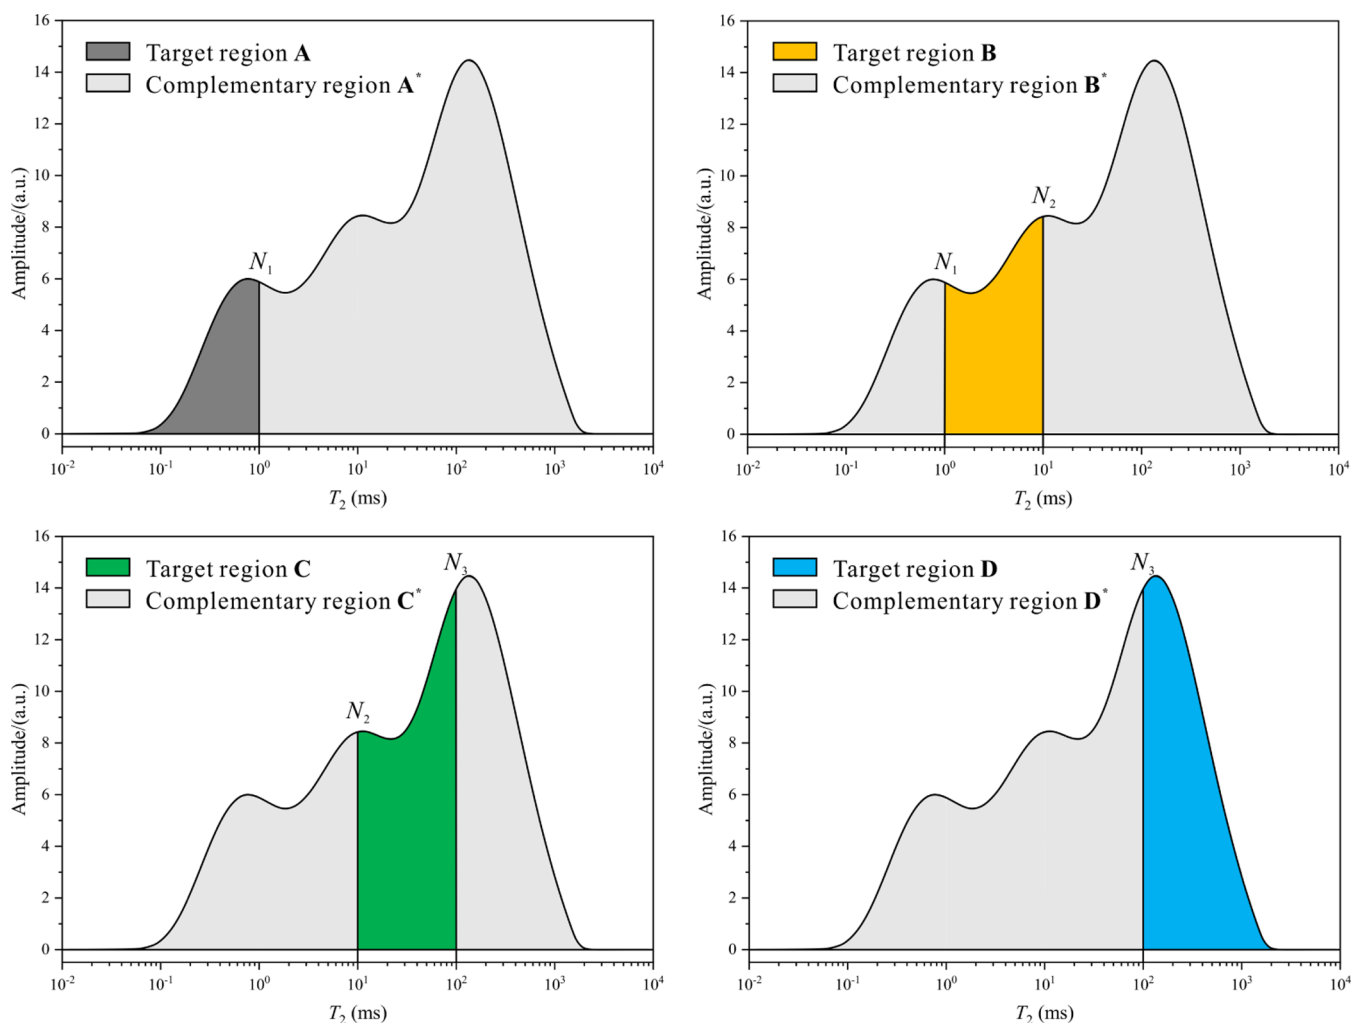 16
14
12
10
8
6
4
2
0
Amplitude/(a.u.)
Target region A
Complementary region A*
N1
10-2
10-1
100
101
102
103
104
T2 (ms)
16
14
12
10
8
6
4
2
0
Amplitude/(a.u.)
Target region B
Complementary region B*
N1
N2
10-2
10-1
100
101
102
103
104
T2 (ms)
16
14
12
10
8
6
4
2
0
Amplitude/(a.u.)
Target region C
Complementary region C*
N2
N3
10-2
10-1
100
101
102
103
104
T2 (ms)
16
14
12
10
8
6
4
2
0
Amplitude/(a.u.)
Target region D
Complementary region D*
N3
10-2
10-1
100
101
102
103
104
T2 (ms)